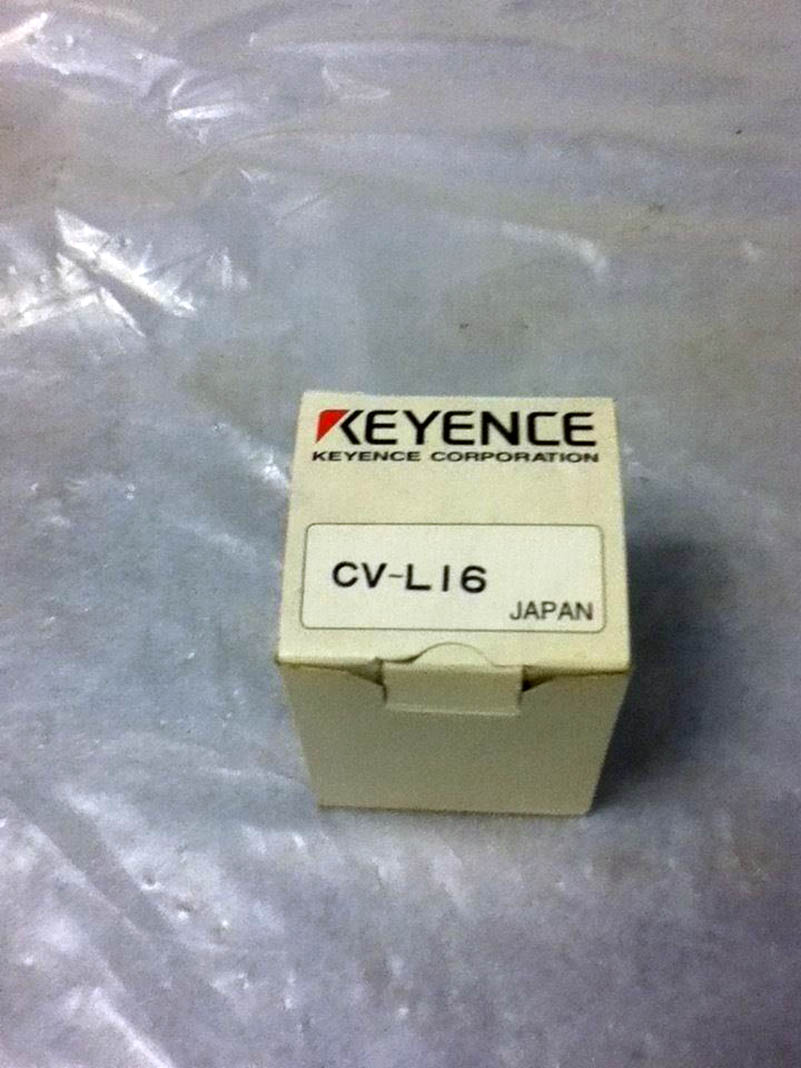 KEYENCE
KEYENCE CORPORATION
CV-L16
JAPAN